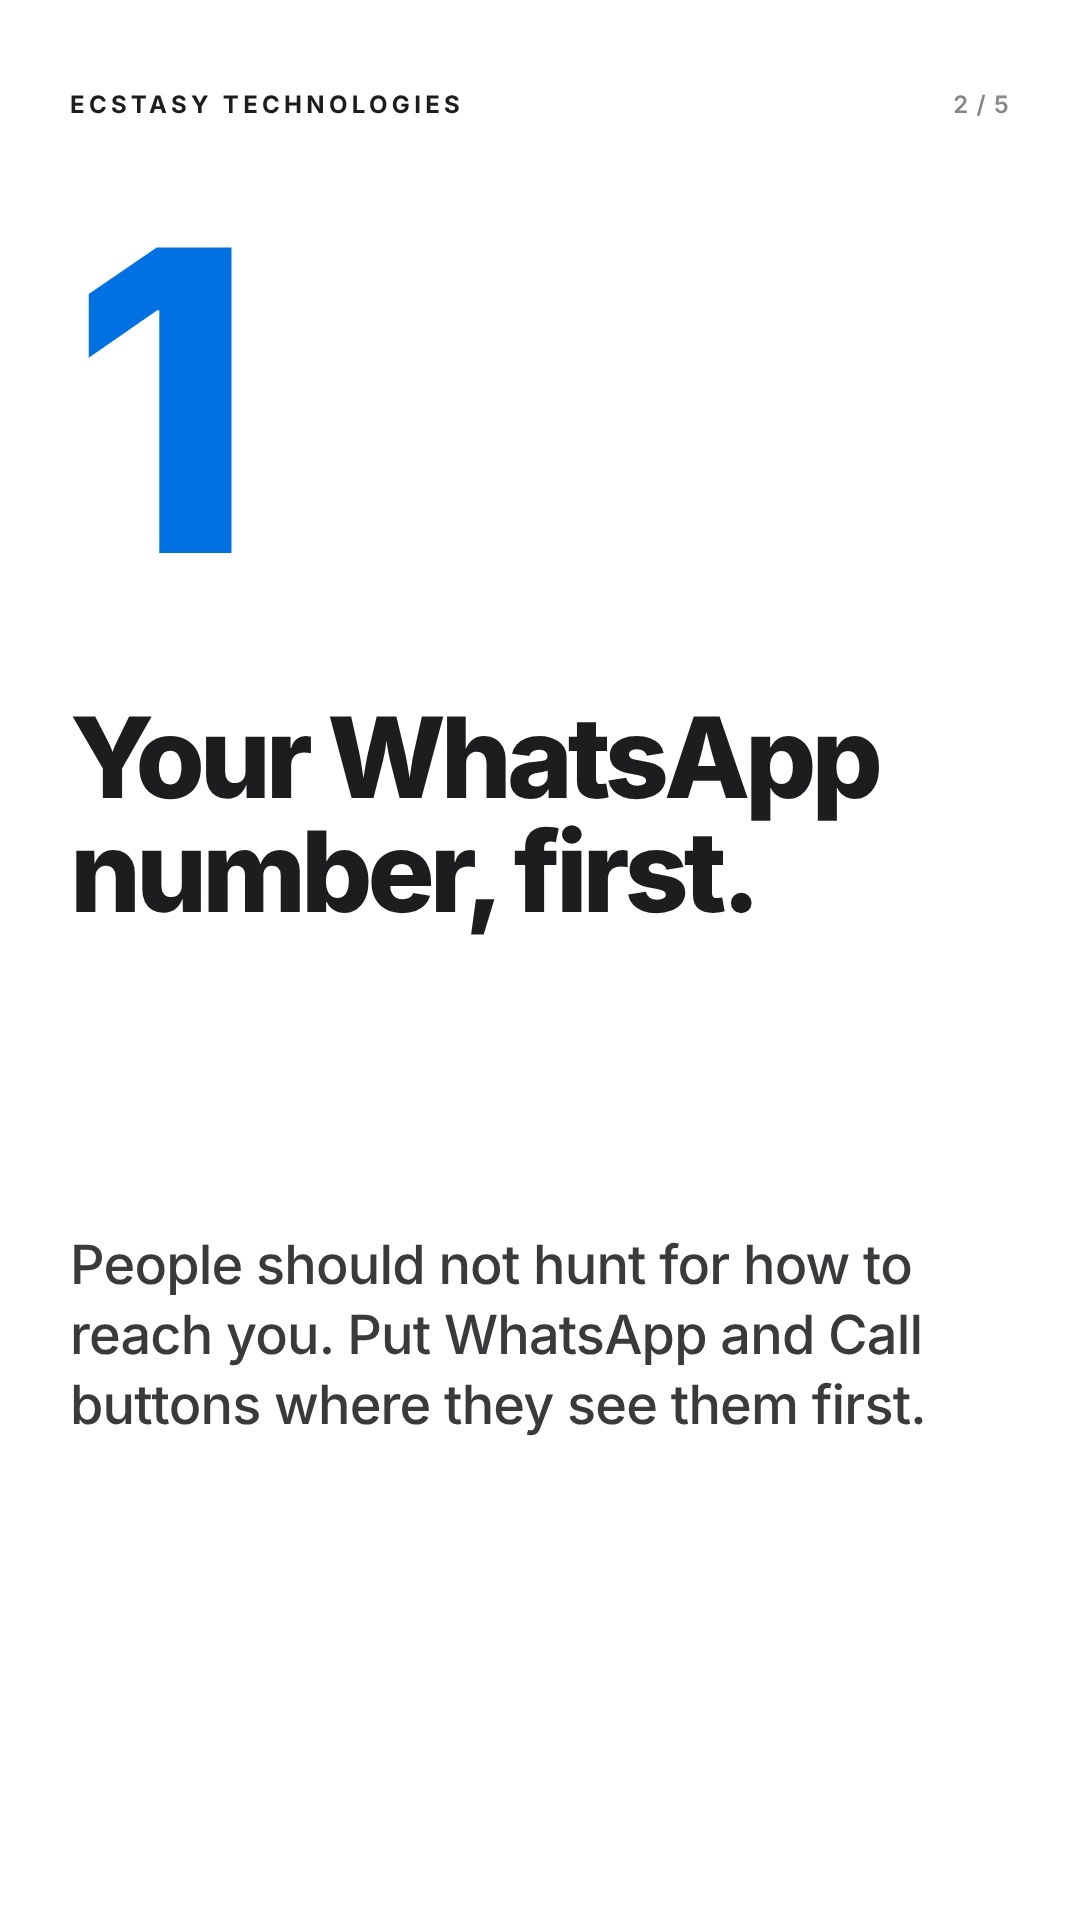 ECSTASY TECHNOLOGIES
2 / 5
1
Your WhatsApp
number, first.
People should not hunt for how to
reach you. Put WhatsApp and Call
buttons where they see them first.